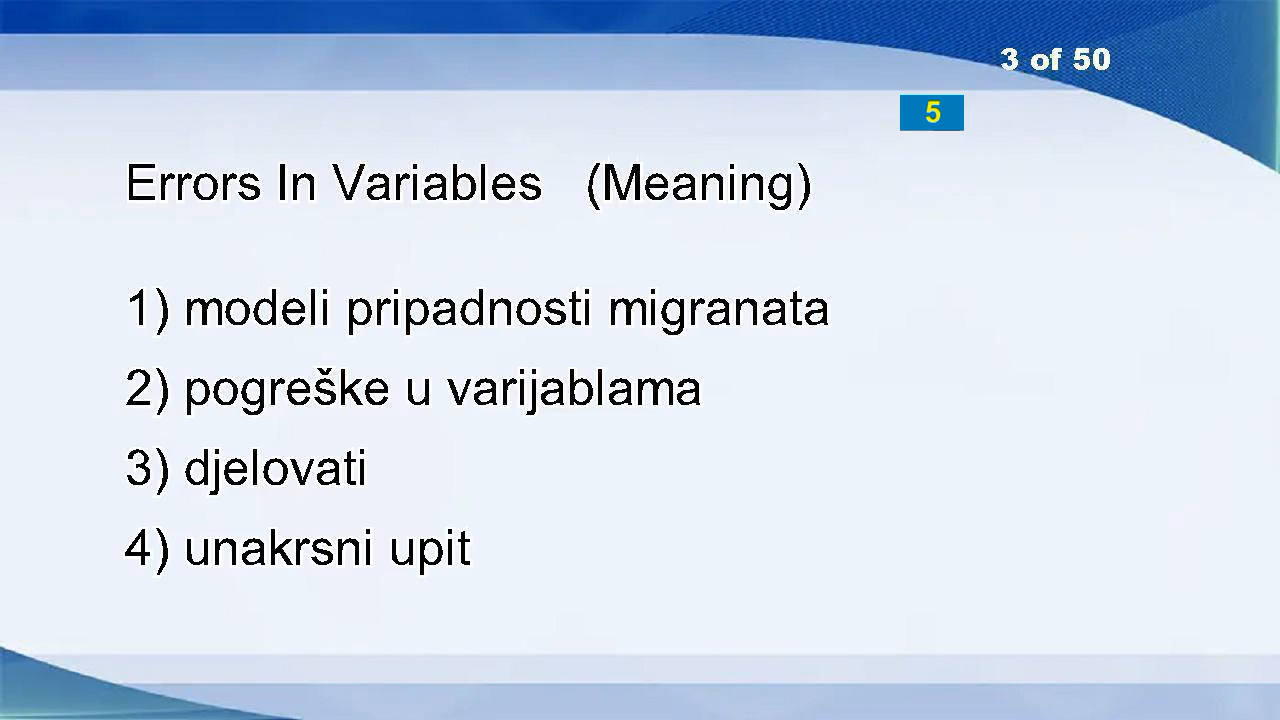 3 of 50
5
Errors In Variables (Meaning)
1) modeli pripadnosti migranata
2) pogreške u varijablama
3) djelovati
4) unakrsni upit